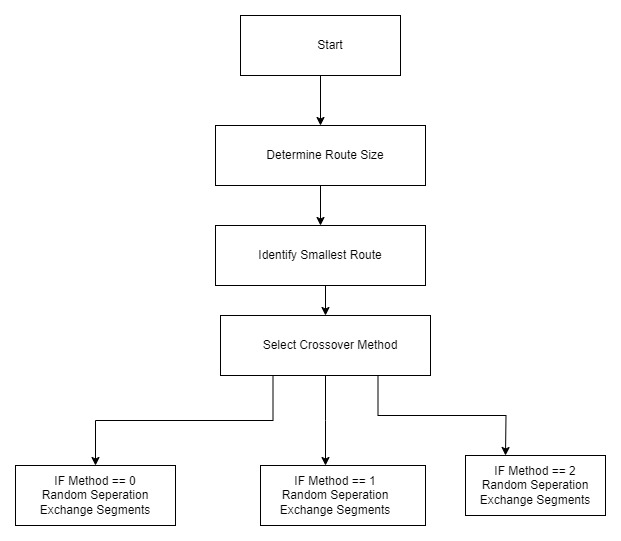 Start
Determine Route Size
Identify Smallest Route
Select Crossover Method
IF Method == 0
Random Seperation
Exchange Segments
IF Method == 1
Random Seperation
Exchange Segments
IF Method == 2
Random Seperation
Exchange Segments